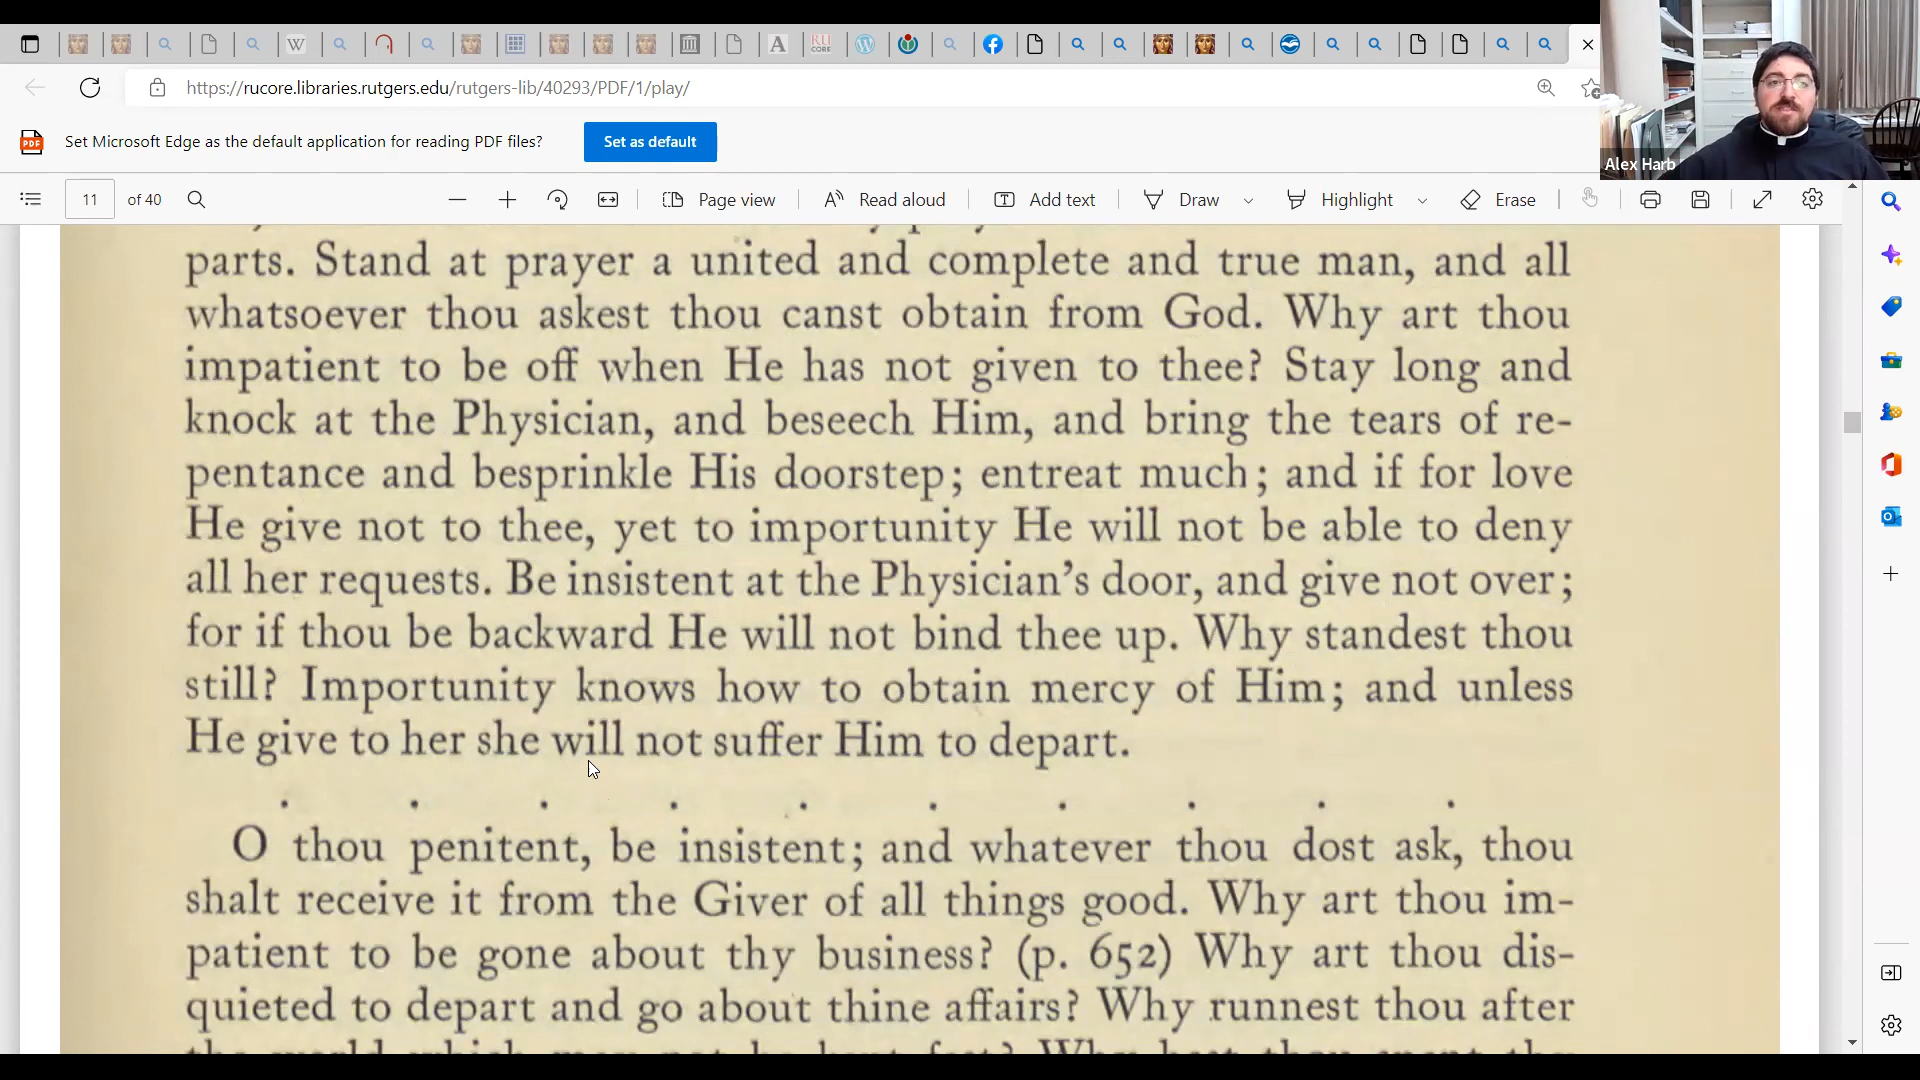 https://rucore.libraries.rutgers.edu/rutgers-lib/40293/PDF/1/play/
PDF
Set Microsoft Edge as the default application for reading PDF files?
Set as default
Alex Harb
11 of 40
Page view
Read aloud
Add text
Draw
Highlight
Erase
parts. Stand at prayer a united and complete and true man, and all
whatsoever thou askest thou canst obtain from God. Why art thou
impatient to be off when He has not given to thee? Stay long and
knock at the Physician, and beseech Him, and bring the tears of re-
pentance and besprinkle His doorstep; entreat much; and if for love
He give not to thee, yet to importunity He will not be able to deny
all her requests. Be insistent at the Physician's door, and give not over;
for if thou be backward He will not bind thee up. Why standest thou
still? Importunity knows how to obtain mercy of Him; and unless
He give to her she will not suffer Him to depart.
. . . . . . . . . .
O thou penitent, be insistent; and whatever thou dost ask, thou
shalt receive it from the Giver of all things good. Why art thou im-
patient to be gone about thy business? (p. 652) Why art thou dis-
quieted to depart and go about thine affairs? Why runnest thou after